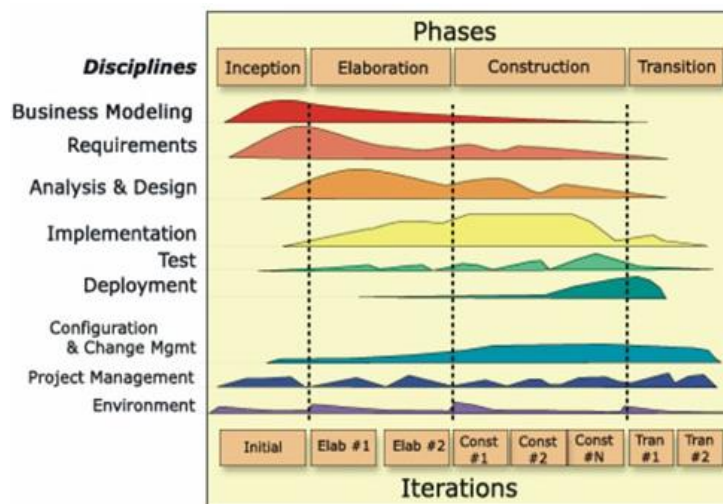 Phases
Disciplines
Inception
Elaboration
Construction
Transition
Business Modeling
Requirements
Analysis & Design
Implementation
Test
Deployment
Configuration
& Change Mgmt
Project Management
Environment
Initial
Elab #1
Elab #2
Const
#1
Const
#2
Const
#N
Tran
#1
Tran
#2
Iterations